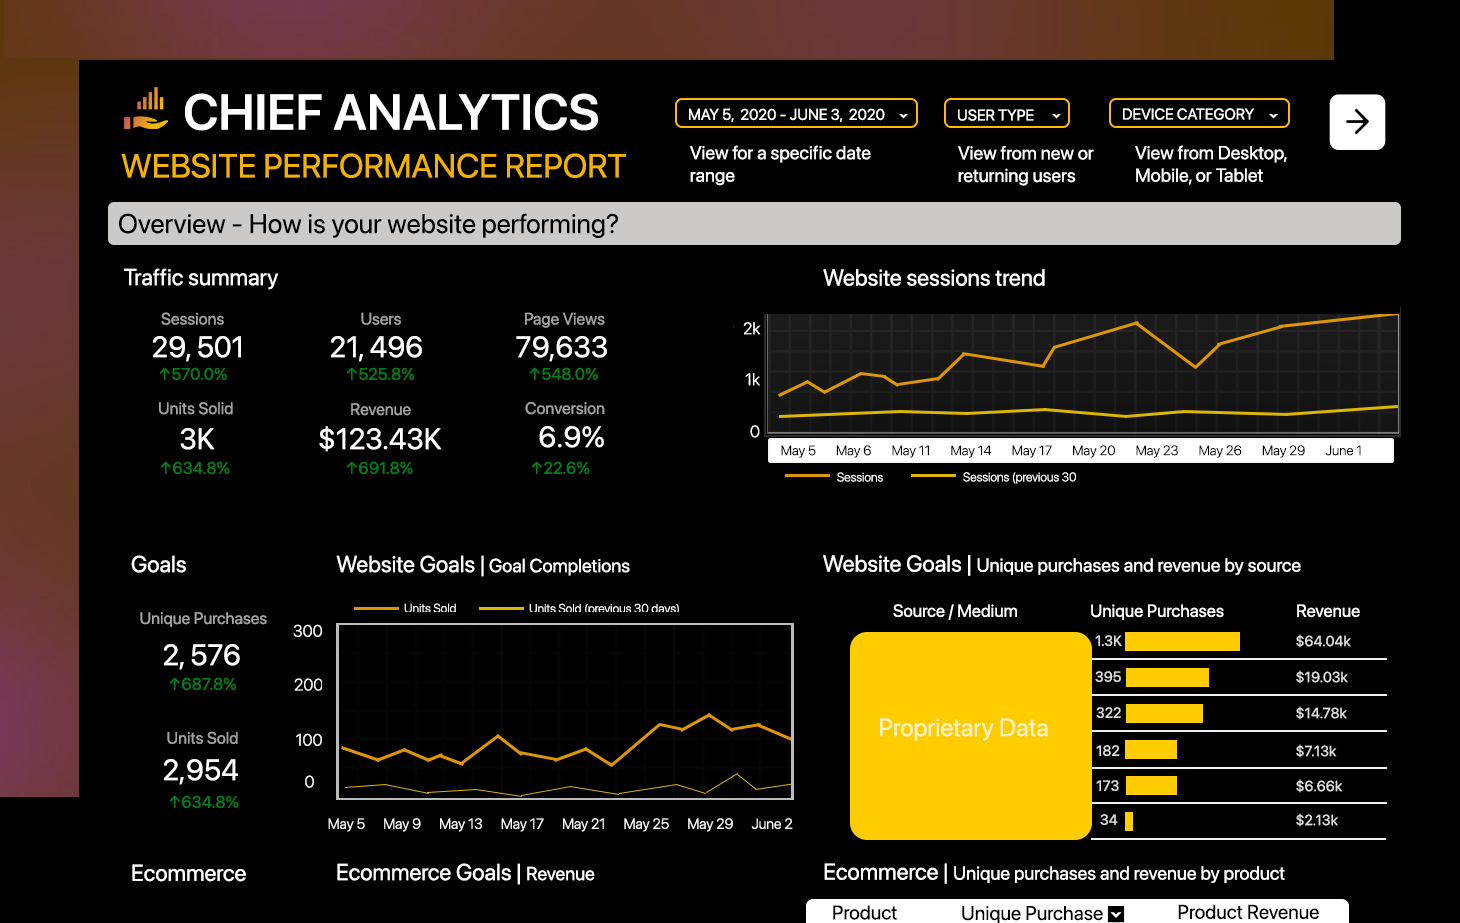 CHIEF ANALYTICS
WEBSITE PERFORMANCE REPORT
MAY 5, 2020 - JUNE 3, 2020
View for a specific date
range
USER TYPE
View from new or
returning users
DEVICE CATEGORY
View from Desktop,
Mobile, or Tablet
Overview - How is your website performing?
Traffic summary
Sessions
29, 501
↑570.0%
Users
21, 496
↑525.8%
Page Views
79,633
↑548.0%
Units Solid
3K
↑634.8%
Revenue
$123.43K
↑691.8%
Conversion
6.9%
↑22.6%
Website sessions trend
2k
1k
0
May 5 May 6 May 11 May 14 May 17 May 20 May 23 May 26 May 29 June 1
Sessions Sessions (previous 30
Goals
Unique Purchases
2, 576
↑687.8%
Units Sold
2,954
↑634.8%
Website Goals | Goal Completions
Units Sold Units Sold (previous 30 days)
300
200
100
0
May 5 May 9 May 13 May 17 May 21 May 25 May 29 June 2
Website Goals | Unique purchases and revenue by source
Source / Medium Unique Purchases Revenue
Proprietary Data
1.3K $64.04k
395 $19.03k
322 $14.78k
182 $7.13k
173 $6.66k
34 $2.13k
Ecommerce
Ecommerce Goals | Revenue
Ecommerce | Unique purchases and revenue by product
Product Unique Purchase Product Revenue